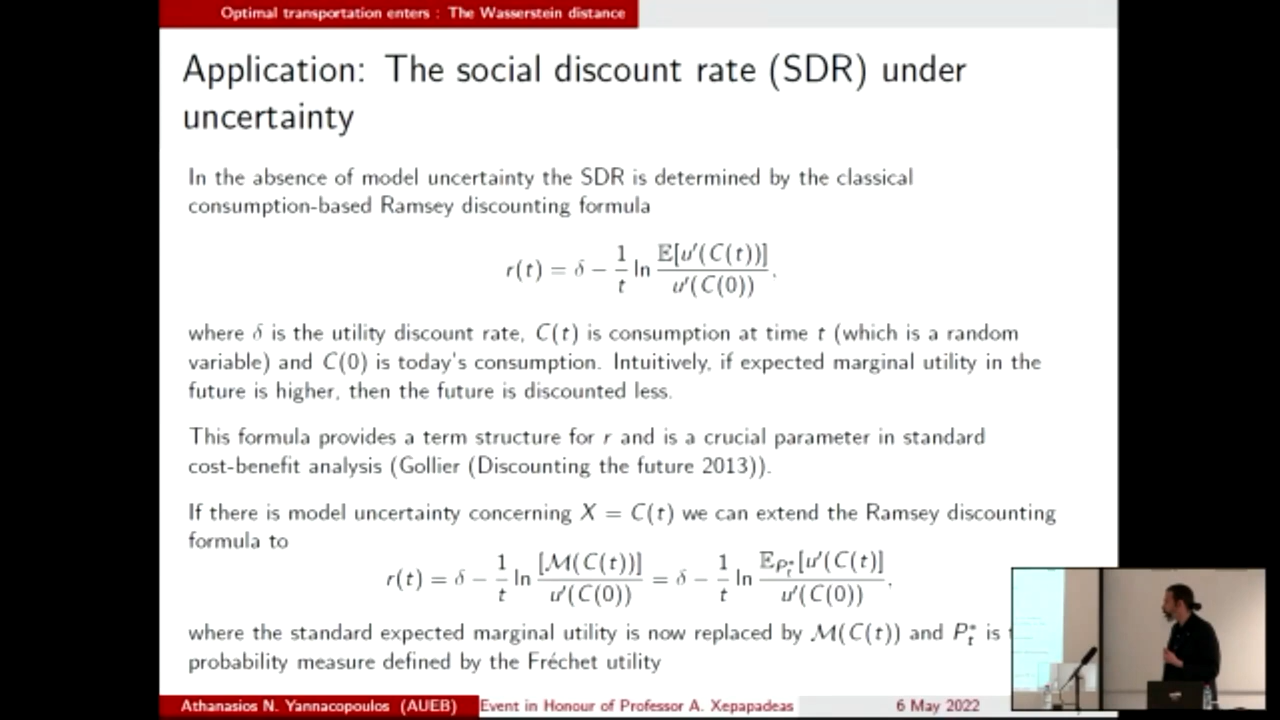 Optimal transportation enters : The Wasserstein distance
Application: The social discount rate (SDR) under
uncertainty
In the absence of model uncertainty the SDR is determined by the classical
consumption-based Ramsey discounting formula
r(t) = δ − 1/t ln 𝔼[u′(C(t))]/u′(C(0)).
where δ is the utility discount rate, C(t) is consumption at time t (which is a random
variable) and C(0) is today's consumption. Intuitively, if expected marginal utility in the
future is higher, then the future is discounted less.
This formula provides a term structure for r and is a crucial parameter in standard
cost-benefit analysis (Gollier (Discounting the future 2013)).
If there is model uncertainty concerning X = C(t) we can extend the Ramsey discounting
formula to
r(t) = δ − 1/t ln [ℳ(C(t))]/u′(C(0)) = δ − 1/t ln 𝔼_{P_t^*}[u′(C(t)]/u′(C(0)).
where the standard expected marginal utility is now replaced by ℳ(C(t)) and P_t^* is
probability measure defined by the Fréchet utility
Athanasios N. Yannacopoulos (AUEB) Event in Honour of Professor A. Xepapadeas 6 May 2022